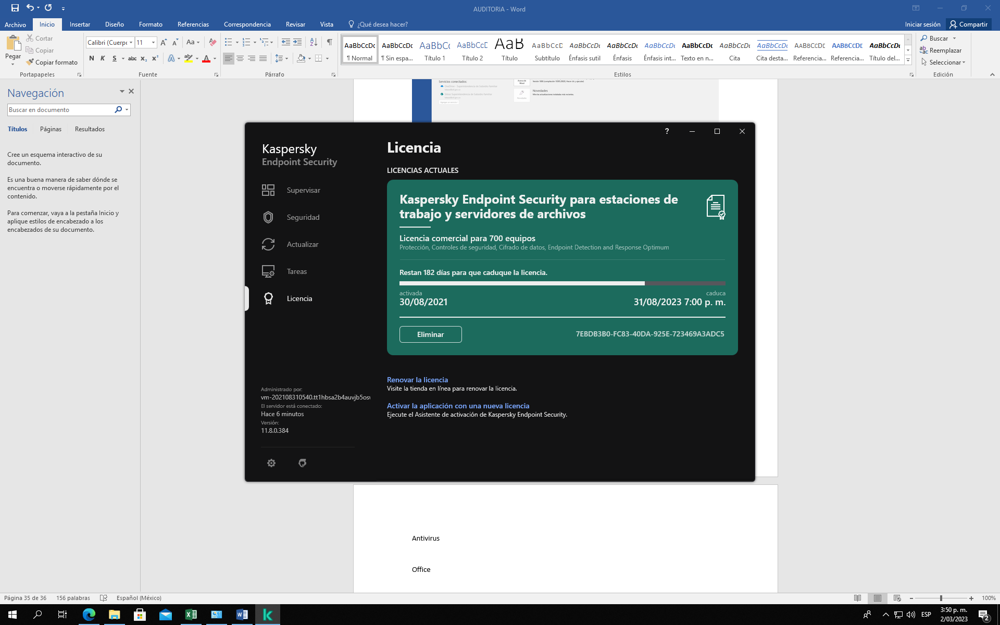 AUDITORIA - Word
Archivo Inicio Insertar Diseño Formato Referencias Correspondencia Revisar Vista ¿Qué desea hacer? Iniciar sesión Compartir
Pegar
Cortar
Copiar
Copiar formato
Portapapeles
Calibri (Cuerpo 11
Aa
N K S abc x₂ x²
Fuente
Párrafo
AaBbCcDc AaBbCcDc AaBbCc AaBbCcD AaB AaBbCcD AaBbCcDc AaBbCcDc AaBbCcDc AaBbCcDc AaBbCcDc AaBbCcDc AABBCCDD AABBCCDD AaBbCcDc
¶ Normal ¶ Sin espa... Título 1 Título 2 Título Subtítulo Énfasis sutil Énfasis Énfasis int... Texto en n... Cita Cita desta... Referencia... Referencia... Título del...
Estilos
Buscar
Reemplazar
Seleccionar
Edición
Navegación
Buscar en documento
Títulos Páginas Resultados
Cree un esquema interactivo de su
documento.
Es una buena manera de saber dónde se
encuentra o moverse rápidamente por el
contenido.
Para comenzar, vaya a la pestaña Inicio y
aplique estilos de encabezado a los
encabezados de su documento.
Servicios conectados:
Acerca de
Word
Novedades
Kaspersky
Endpoint Security
Supervisar
Seguridad
Actualizar
Tareas
Licencia
Administrado por:
vm-202108310540.tt1hbsa2b4auvjb5os
El servidor está conectado:
Hace 6 minutos
Versión:
11.8.0.384
?
Licencia
LICENCIAS ACTUALES
Kaspersky Endpoint Security para estaciones de
trabajo y servidores de archivos
Licencia comercial para 700 equipos
Protección, Controles de seguridad, Cifrado de datos, Endpoint Detection and Response Optimum
Restan 182 días para que caduque la licencia.
activada caduca
30/08/2021 31/08/2023 7:00 p. m.
Eliminar 7EBDB3B0-FC83-40DA-925E-723469A3ADC5
Renovar la licencia
Visite la tienda en línea para renovar la licencia.
Activar la aplicación con una nueva licencia
Ejecute el Asistente de activación de Kaspersky Endpoint Security.
Antivirus
Office
Página 35 de 36 156 palabras Español (México) 100%
ESP
3:50 p. m.
2/03/2023
2